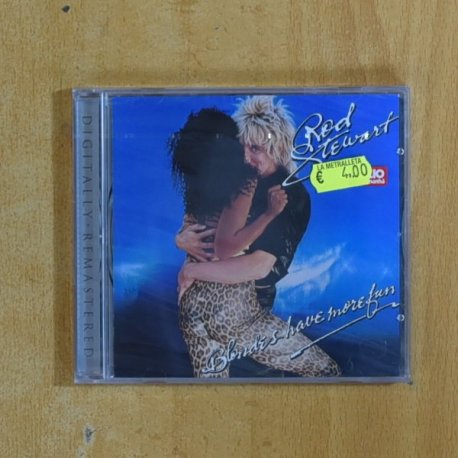 DIGITALLY·REMASTERED
Rod
Stewart
LA METRALLETA
€ 4.00
Blondes have more fun